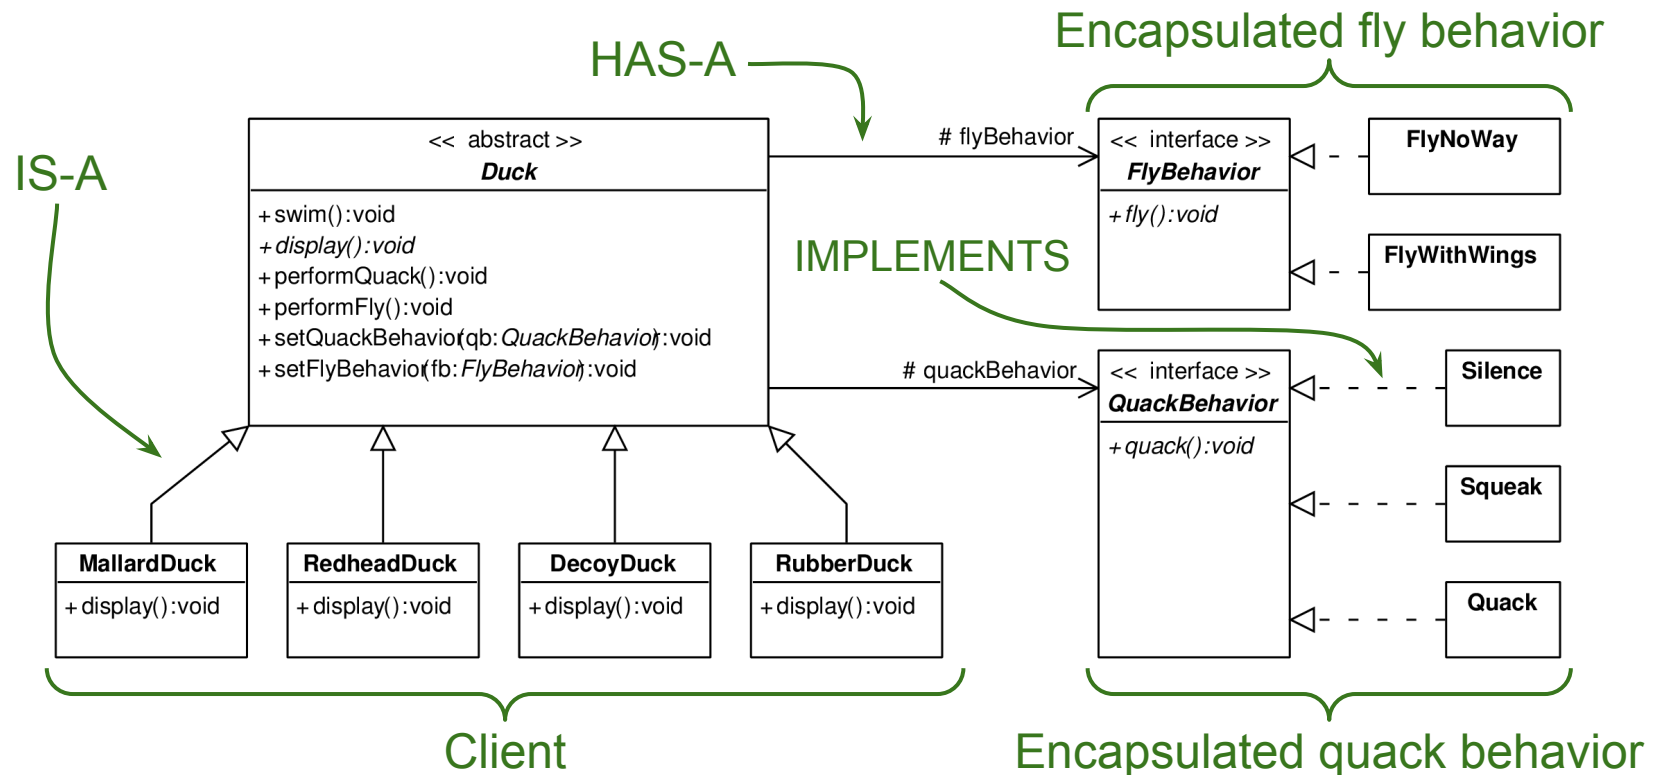 Encapsulated fly behavior
HAS-A
IS-A
<< abstract >>
Duck
+ swim():void
+ display():void
+ performQuack():void
+ performFly():void
+ setQuackBehavior(qb: QuackBehavior):void
+ setFlyBehavior(fb: FlyBehavior):void
# flyBehavior
<< interface >>
FlyBehavior
+ fly():void
FlyNoWay
FlyWithWings
IMPLEMENTS
# quackBehavior
<< interface >>
QuackBehavior
+ quack():void
Silence
Squeak
Quack
MallardDuck
+ display():void
RedheadDuck
+ display():void
DecoyDuck
+ display():void
RubberDuck
+ display():void
Client
Encapsulated quack behavior